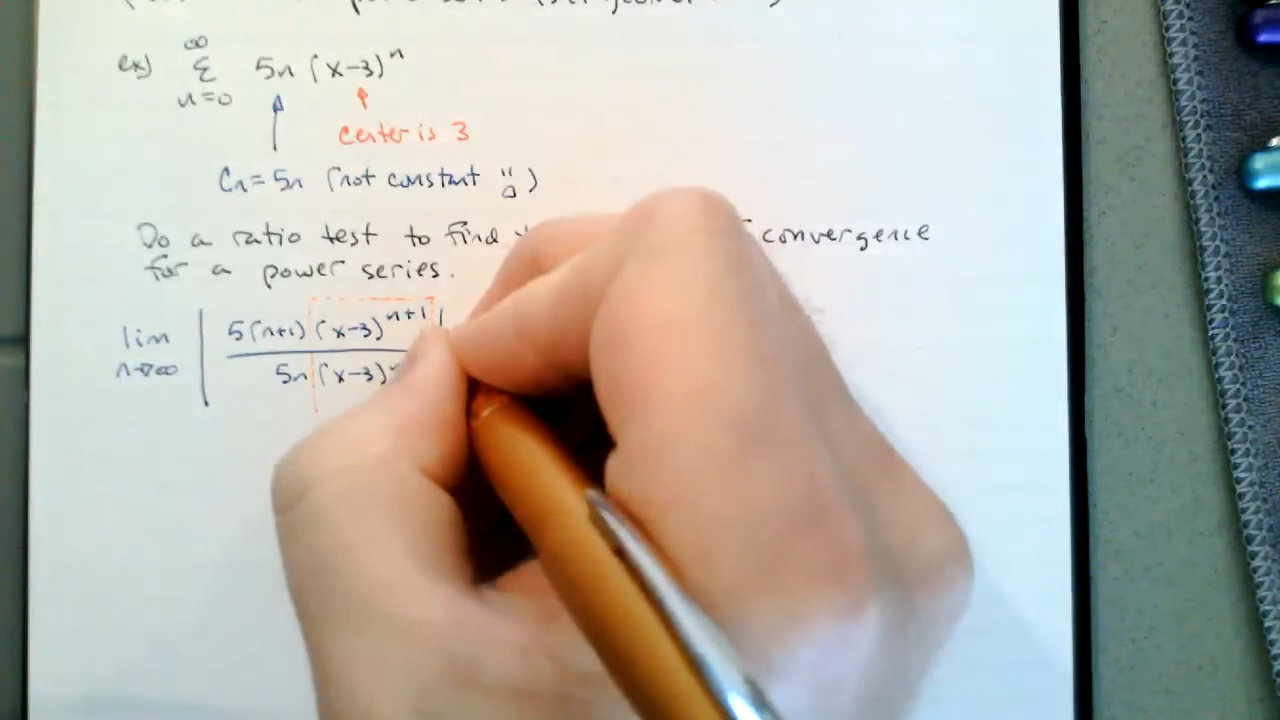 ex) ∞ Σ n=0 5n (x-3)^n
center is 3
Cn = 5n (not constant )
Do a ratio test to find convergence
for a power series.
lim n→∞ | 5(n+1) (x-3)^n+1 | / 5n (x-3)